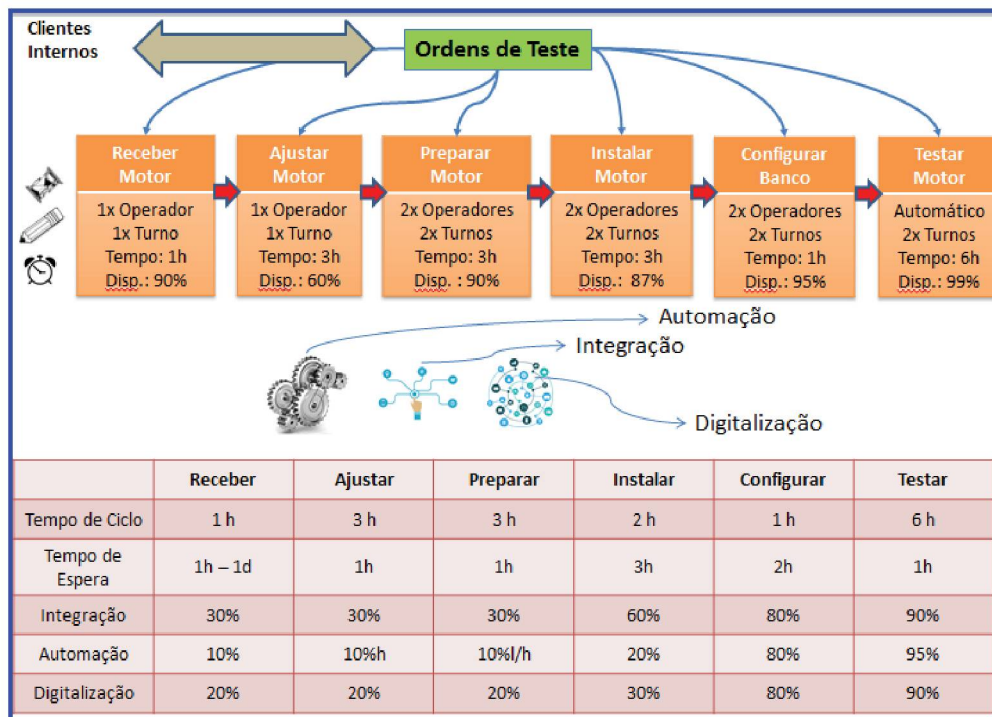 Clientes
Internos
Ordens de Teste
Receber
Motor
1x Operador
1x Turno
Tempo: 1h
Disp.: 90%
Ajustar
Motor
1x Operador
1x Turno
Tempo: 3h
Disp.: 60%
Preparar
Motor
2x Operadores
2x Turnos
Tempo: 3h
Disp. : 90%
Instalar
Motor
2x Operadores
2x Turnos
Tempo: 3h
Disp.: 87%
Configurar
Banco
2x Operadores
2x Turnos
Tempo: 1h
Disp.: 95%
Testar
Motor
Automático
2x Turnos
Tempo: 6h
Disp.: 99%
Automação
Integração
Digitalização
Receber Ajustar Preparar Instalar Configurar Testar
Tempo de Ciclo 1 h 3 h 3 h 2 h 1 h 6 h
Tempo de
Espera 1h – 1d 1h 1h 3h 2h 1h
Integração 30% 30% 30% 60% 80% 90%
Automação 10% 10%h 10%l/h 20% 80% 95%
Digitalização 20% 20% 20% 30% 80% 90%